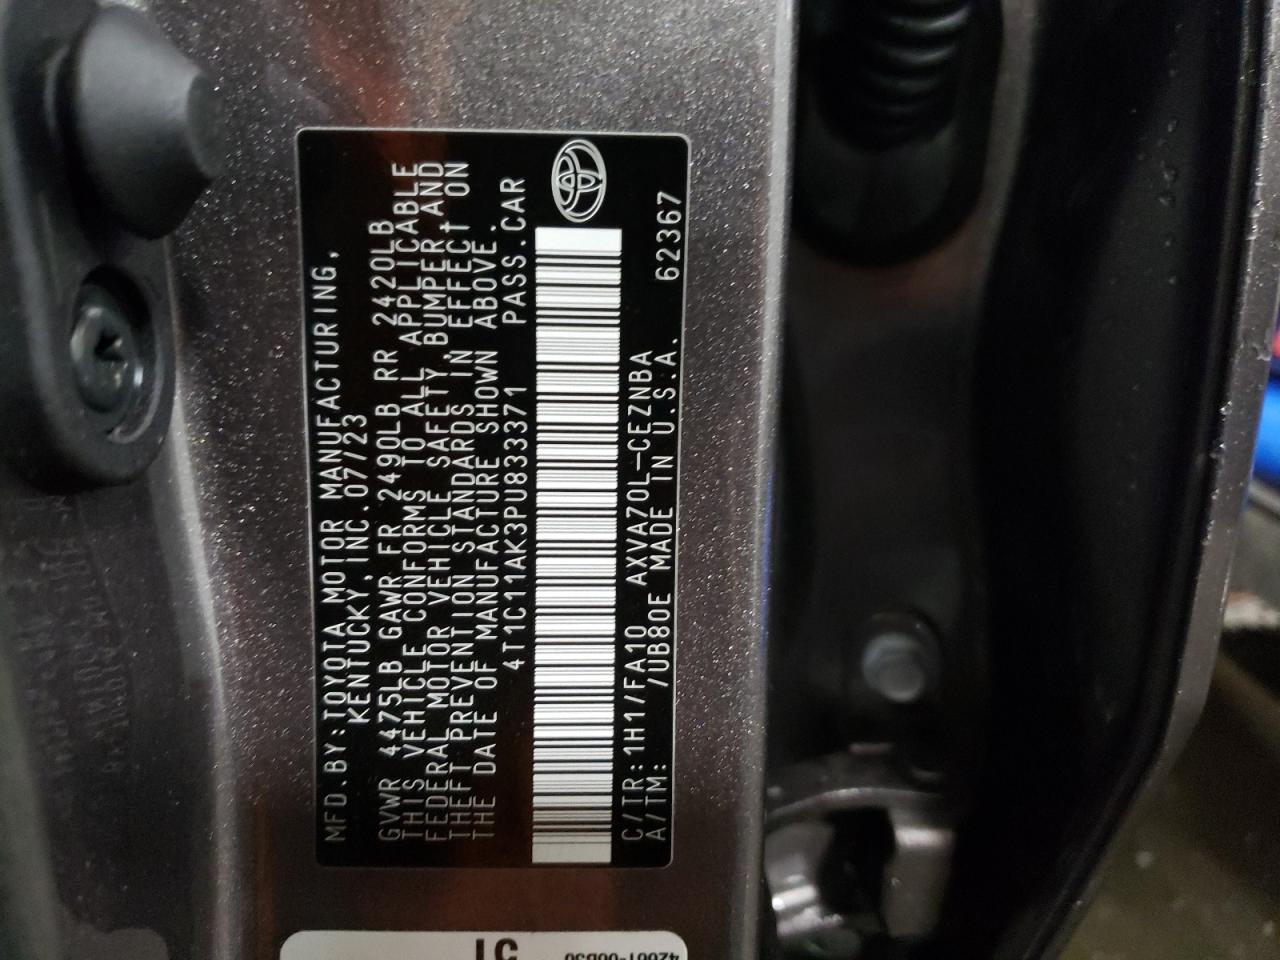 MFD.BY:TOYOTA MOTOR MANUFACTURING,
KENTUCKY,INC.07/23
GVWR 4475LB GAWR FR 2490LB RR 2420LB
THIS VEHICLE CONFORMS TO ALL APPLICABLE
FEDERAL MOTOR VEHICLE SAFETY, BUMPER,AND
THEFT PREVENTION STANDARDS IN EFFECT ON
THE DATE OF MANUFACTURE SHOWN ABOVE.
4T1C11AK3PU833371 PASS.CAR
C/TR:1H1/FA10 AXVA70L-CEZNBA
A/TM: /UB80E MADE IN U.S.A. 62367